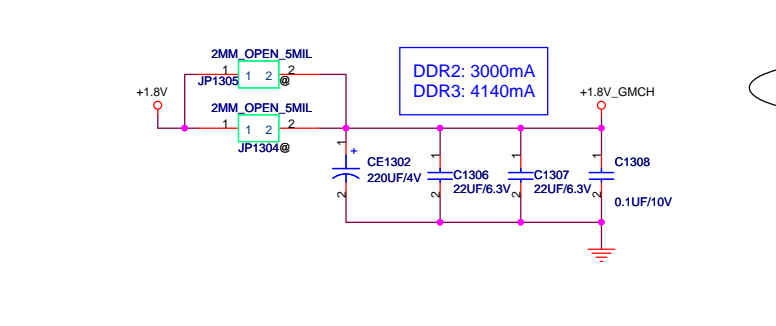 2MM_OPEN_5MIL
1
1 2
2
JP1305
@
+1.8V
2MM_OPEN_5MIL
1
1 2
2
JP1304
@
DDR2: 3000mA
DDR3: 4140mA
+1.8V_GMCH
1
+
2
CE1302
220UF/4V
1
2
C1306
22UF/6.3V
1
2
C1307
22UF/6.3V
1
2
C1308
0.1UF/10V